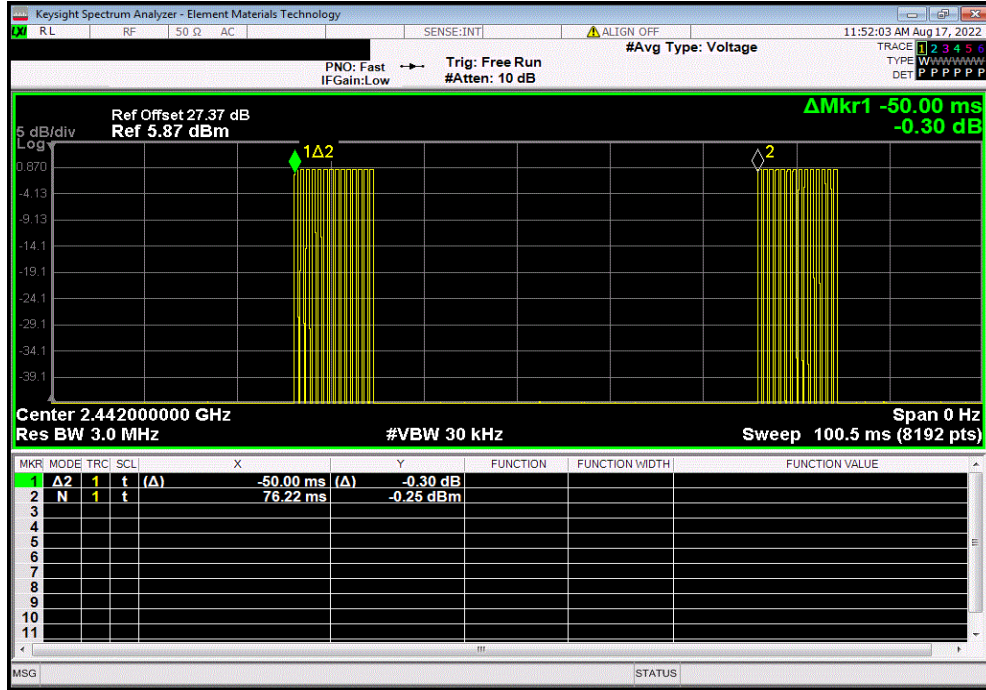 Keysight Spectrum Analyzer - Element Materials Technology
LXI RL RF 50 Ω AC SENSE:INT ALIGN OFF 11:52:03 AM Aug 17, 2022
#Avg Type: Voltage TRACE 1 2 3 4 5 6
PNO: Fast Trig: Free Run TYPE WWWWWW
IFGain:Low #Atten: 10 dB DET P P P P P P
ΔMkr1 -50.00 ms
-0.30 dB
Ref Offset 27.37 dB
5 dB/div Ref 5.87 dBm
Log
1Δ2 2
0.870
-4.13
-9.13
-14.1
-19.1
-24.1
-29.1
-34.1
-39.1
Center 2.442000000 GHz Span 0 Hz
Res BW 3.0 MHz #VBW 30 kHz Sweep 100.5 ms (8192 pts)
MKR MODE TRC SCL X Y FUNCTION FUNCTION WIDTH FUNCTION VALUE
1 Δ2 1 t (Δ) -50.00 ms (Δ) -0.30 dB
2 N 1 t 76.22 ms -0.25 dBm
3
4
5
6
7
8
9
10
11
MSG STATUS